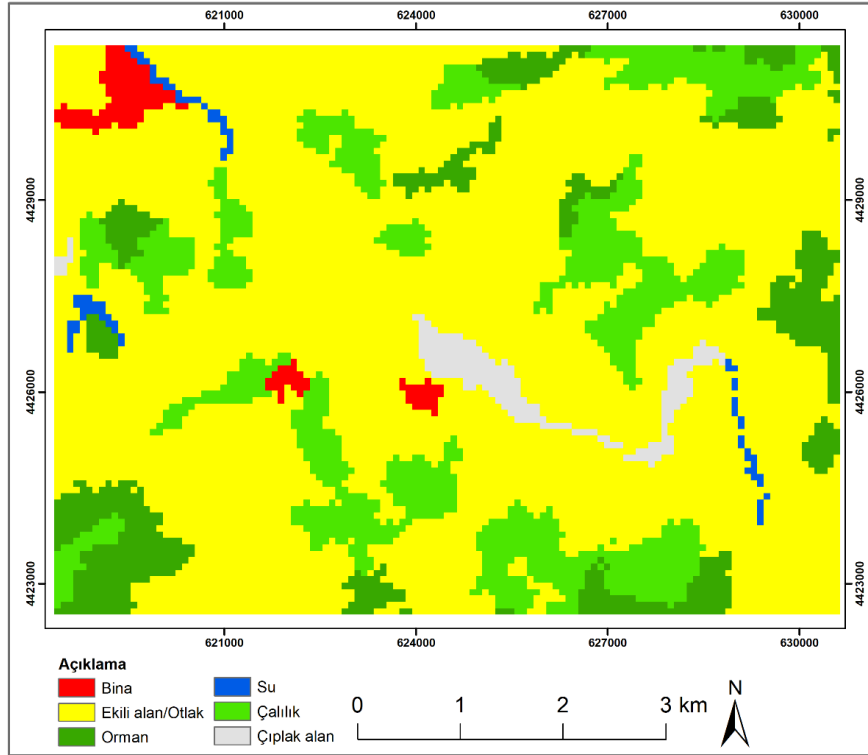 621000 624000 627000 630000
4429000 4429000
4426000 4426000
4423000 4423000
621000 624000 627000 630000
Açıklama
Bina Su
Ekili alan/Otlak Çalılık
Orman Çıplak alan
0 1 2 3 km
N